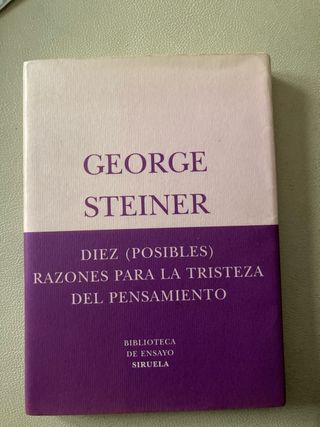 GEORGE
STEINER
DIEZ (POSIBLES)
RAZONES PARA LA TRISTEZA
DEL PENSAMIENTO
BIBLIOTECA
DE ENSAYO
SIRUELA